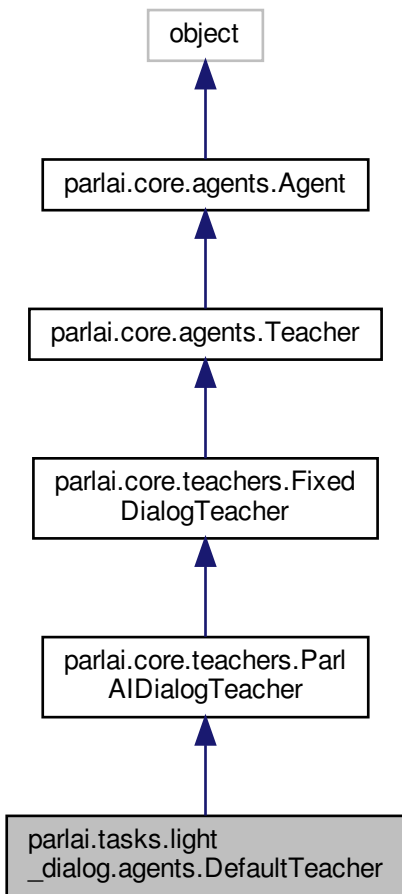 object
parlai.core.agents.Agent
parlai.core.agents.Teacher
parlai.core.teachers.Fixed
DialogTeacher
parlai.core.teachers.Parl
AIDialogTeacher
parlai.tasks.light
_dialog.agents.DefaultTeacher